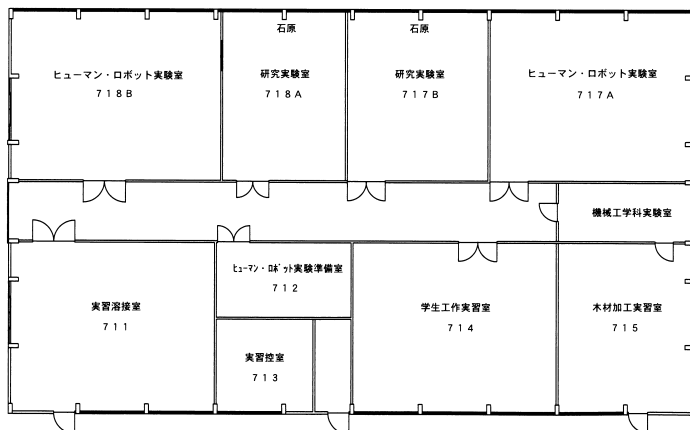 石原
石原
ヒューマン・ロボット実験室
718B
研究実験室
718A
研究実験室
717B
ヒューマン・ロボット実験室
717A
機械工学科実験室
実習溶接室
711
ﾋｭｰﾏﾝ・ﾛﾎﾞｯﾄ実験準備室
712
学生工作実習室
714
木材加工実習室
715
実習控室
713